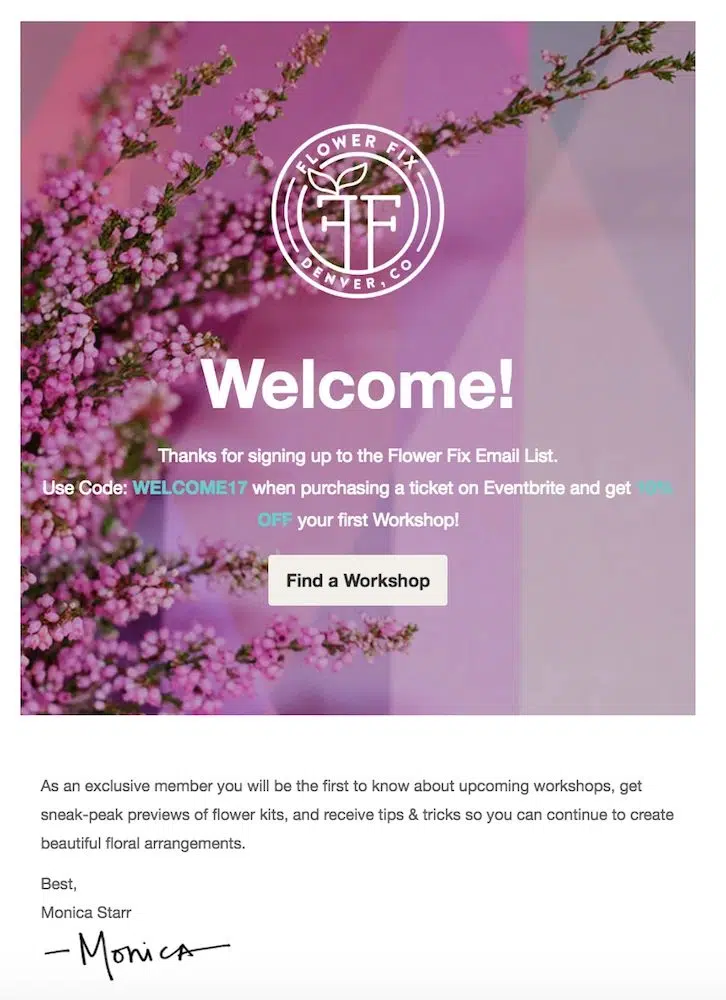 FLOWER FIX
FF
DENVER, CO
Welcome!
Thanks for signing up to the Flower Fix Email List.
Use Code: WELCOME17 when purchasing a ticket on Eventbrite and get 10%
OFF your first Workshop!
Find a Workshop
As an exclusive member you will be the first to know about upcoming workshops, get
sneak-peak previews of flower kits, and receive tips & tricks so you can continue to create
beautiful floral arrangements.
Best,
Monica Starr
—Monica